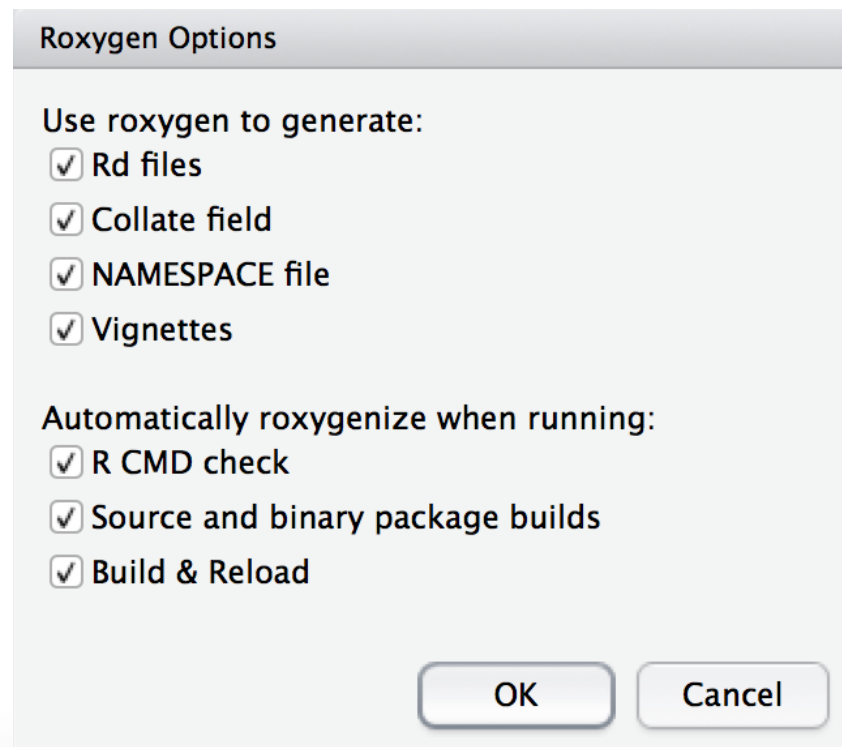 Roxygen Options
Use roxygen to generate:
Rd files
Collate field
NAMESPACE file
Vignettes
Automatically roxygenize when running:
R CMD check
Source and binary package builds
Build & Reload
OK Cancel